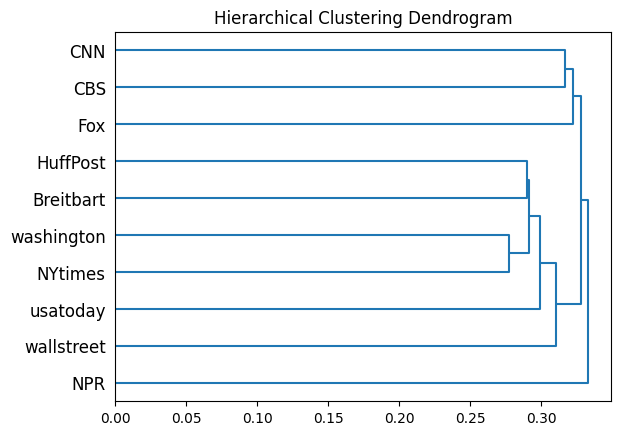 Hierarchical Clustering Dendrogram
CNN
CBS
Fox
HuffPost
Breitbart
washington
NYtimes
usatoday
wallstreet
NPR
0.00 0.05 0.10 0.15 0.20 0.25 0.30